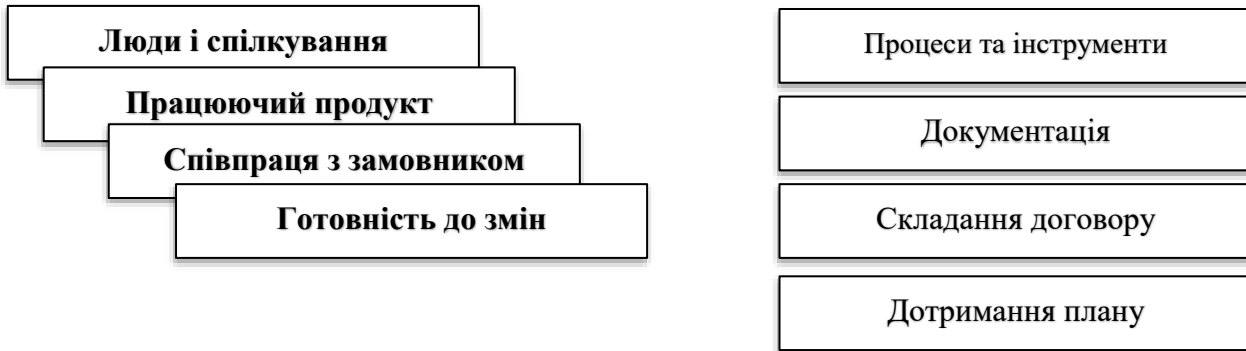 Люди і спілкування
Працюючий продукт
Співпраця з замовником
Готовність до змін
Процеси та інструменти
Документація
Складання договору
Дотримання плану